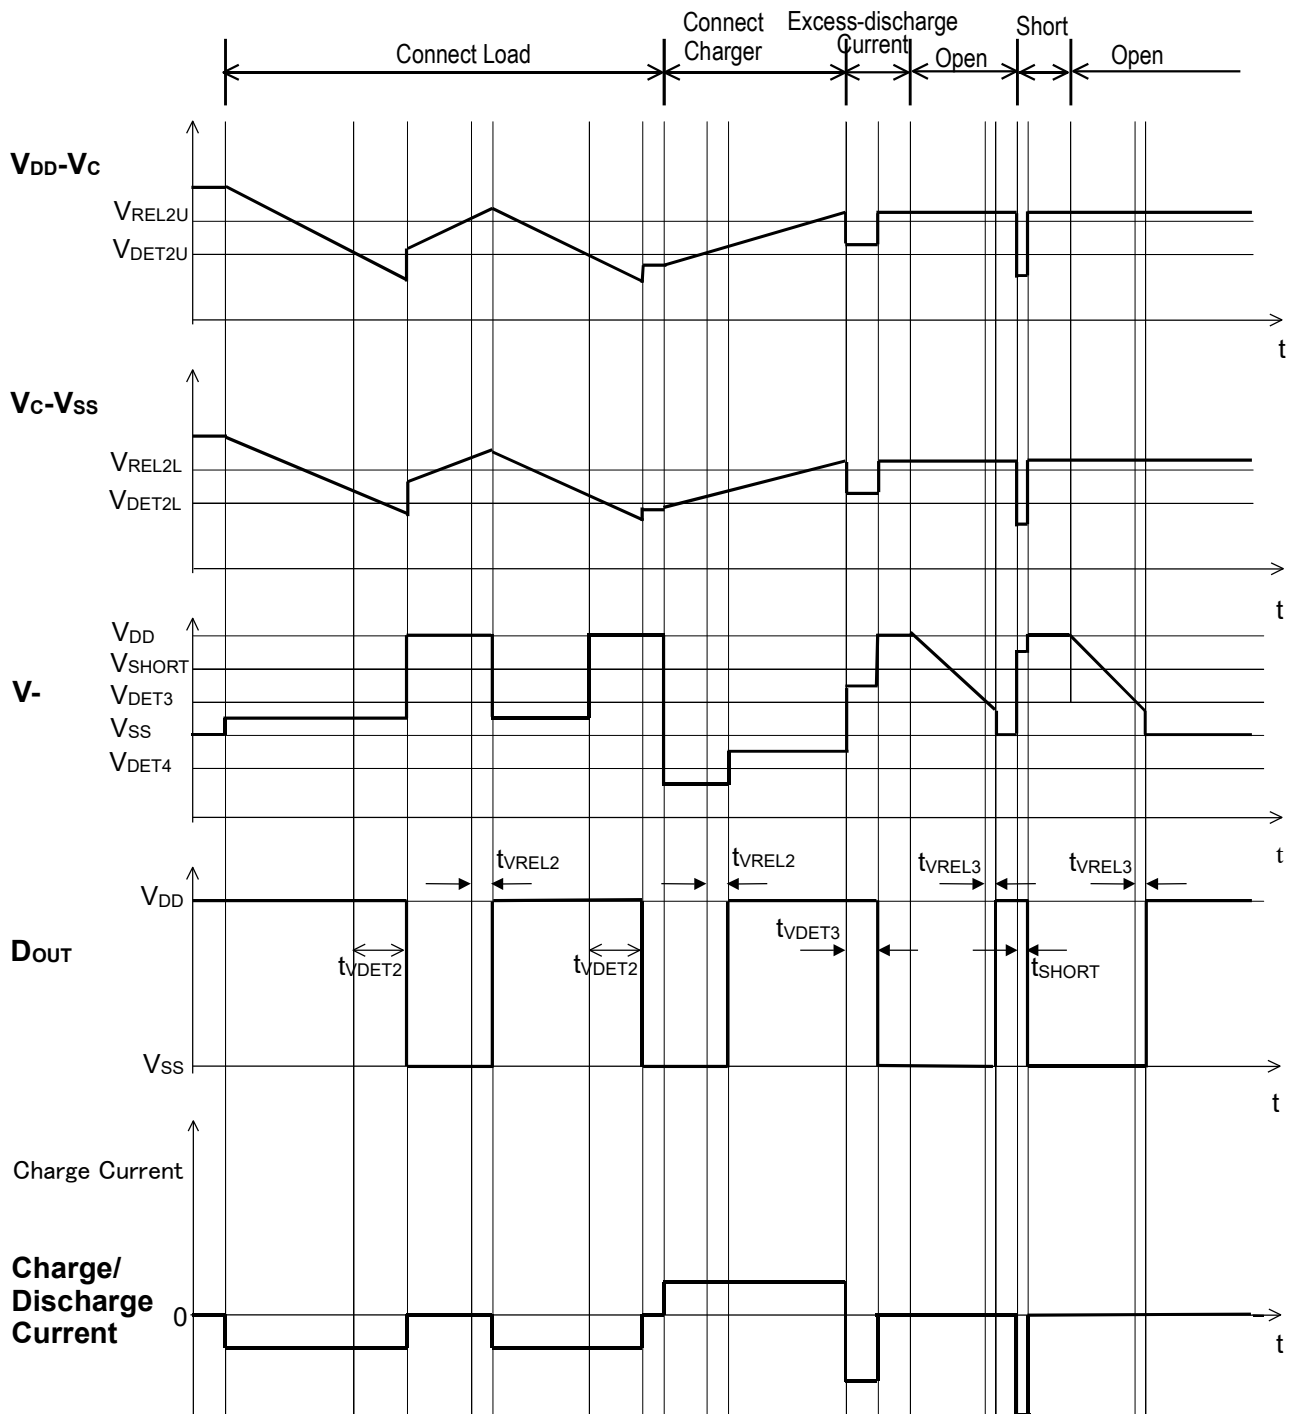 Connect Load
Connect
Charger
Excess-discharge
Current
Open
Short
Open
VDD-VC
VREL2U
VDET2U
t
VC-VSS
VREL2L
VDET2L
t
V-
VDD
VSHORT
VDET3
VSS
VDET4
t
DOUT
VDD
VSS
tVREL2
tVREL2
tVREL3
tVREL3
tVDET2
tVDET2
tVDET3
tSHORT
t
Charge Current
Charge/
Discharge
Current
0
t